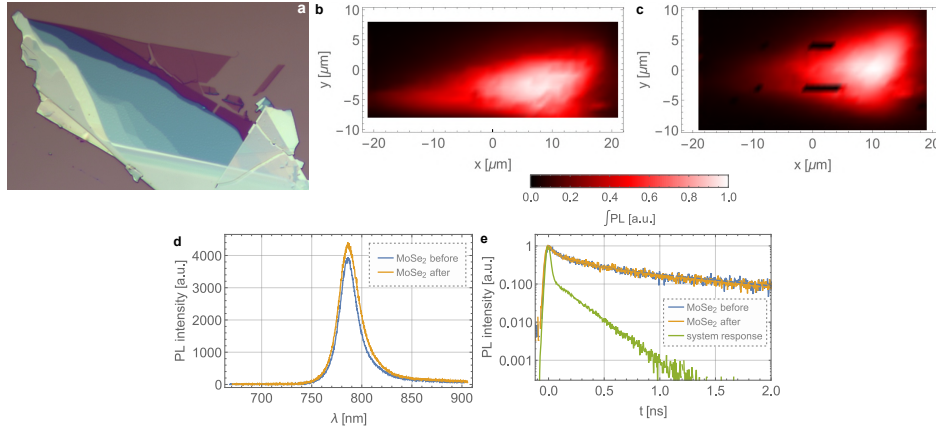 a
b
10
5
0
−5
−10
y [μm]
−20
−10
0
10
20
x [μm]
c
10
5
0
−5
−10
y [μm]
−20
−10
0
10
20
x [μm]
0.0
0.2
0.4
0.6
0.8
1.0
∫PL [a.u.]
d
4000
3000
2000
1000
0
PL intensity [a.u.]
MoSe₂ before
MoSe₂ after
700
750
800
850
900
λ [nm]
e
1
0.100
0.010
0.001
PL intensity [a.u.]
MoSe₂ before
MoSe₂ after
system response
0.0
0.5
1.0
1.5
2.0
t [ns]